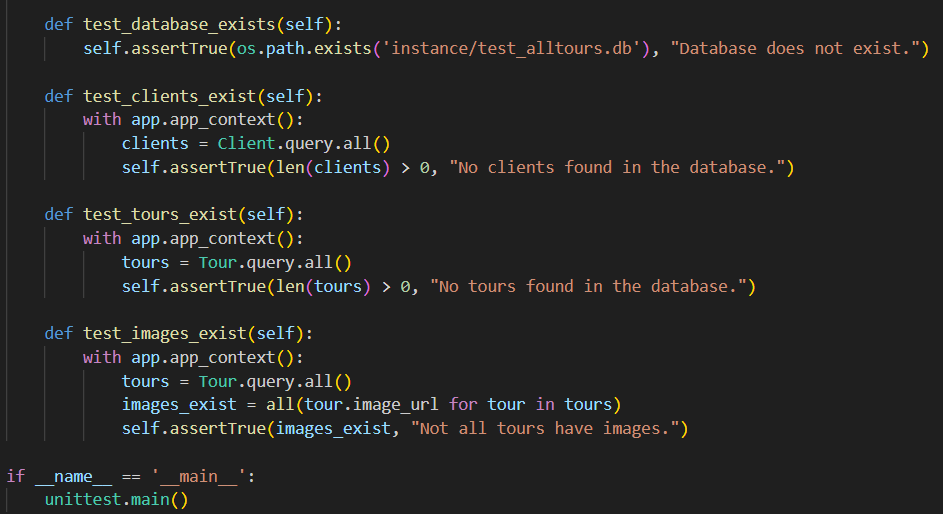 def test_database_exists(self):
self.assertTrue(os.path.exists('instance/test_alltours.db'), "Database does not exist.")
def test_clients_exist(self):
with app.app_context():
clients = Client.query.all()
self.assertTrue(len(clients) > 0, "No clients found in the database.")
def test_tours_exist(self):
with app.app_context():
tours = Tour.query.all()
self.assertTrue(len(tours) > 0, "No tours found in the database.")
def test_images_exist(self):
with app.app_context():
tours = Tour.query.all()
images_exist = all(tour.image_url for tour in tours)
self.assertTrue(images_exist, "Not all tours have images.")
if __name__ == '__main__':
unittest.main()